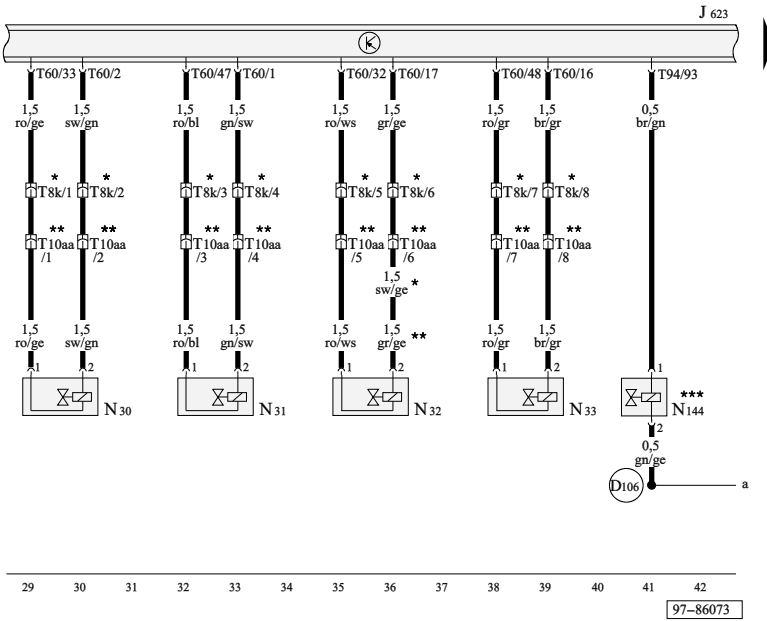 J 623
T60/33 T60/2 T60/47 T60/1 T60/32 T60/17 T60/48 T60/16 T94/93
1,5 1,5 1,5 1,5 1,5 1,5 1,5 1,5 0,5
ro/ge sw/gn ro/bl gn/sw ro/ws gr/ge ro/gr br/gr br/gn
* * * * * * * *
T8k/1 T8k/2 T8k/3 T8k/4 T8k/5 T8k/6 T8k/7 T8k/8
** ** ** ** ** ** ** **
T10aa T10aa T10aa T10aa T10aa T10aa T10aa T10aa
/1 /2 /3 /4 /5 /6 /7 /8
1,5
sw/ge *
1,5 1,5 1,5 1,5 1,5 1,5 1,5 1,5
ro/ge sw/gn ro/bl gn/sw ro/ws gr/ge ** ro/gr br/gr
1 2 1 2 1 2 1 2 1
***
N30 N31 N32 N33 N144
2
0,5
gn/ge
D106 a
29 30 31 32 33 34 35 36 37 38 39 40 41 42
97–86073